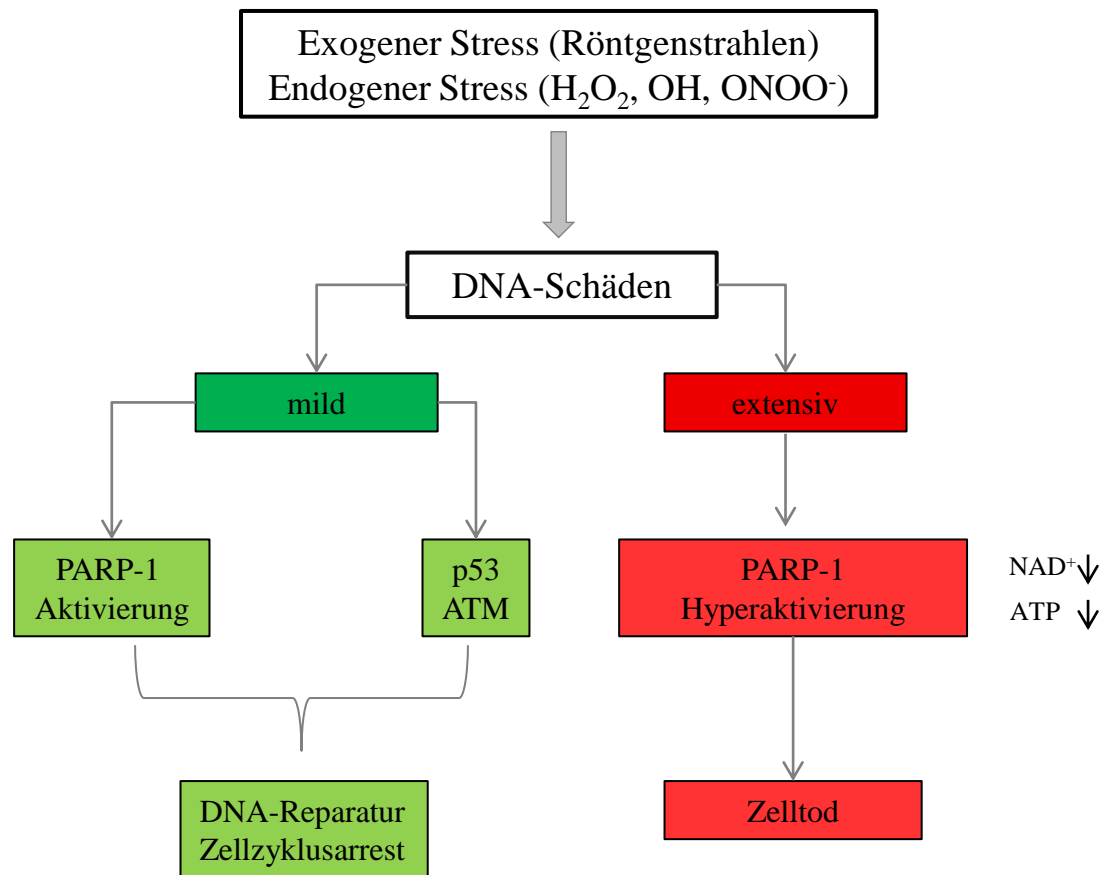 Exogener Stress (Röntgenstrahlen)
Endogener Stress (H₂O₂, OH, ONOO⁻)
DNA-Schäden
mild
extensiv
PARP-1
Aktivierung
p53
ATM
PARP-1
Hyperaktivierung
NAD⁺↓
ATP ↓
DNA-Reparatur
Zellzyklusarrest
Zelltod